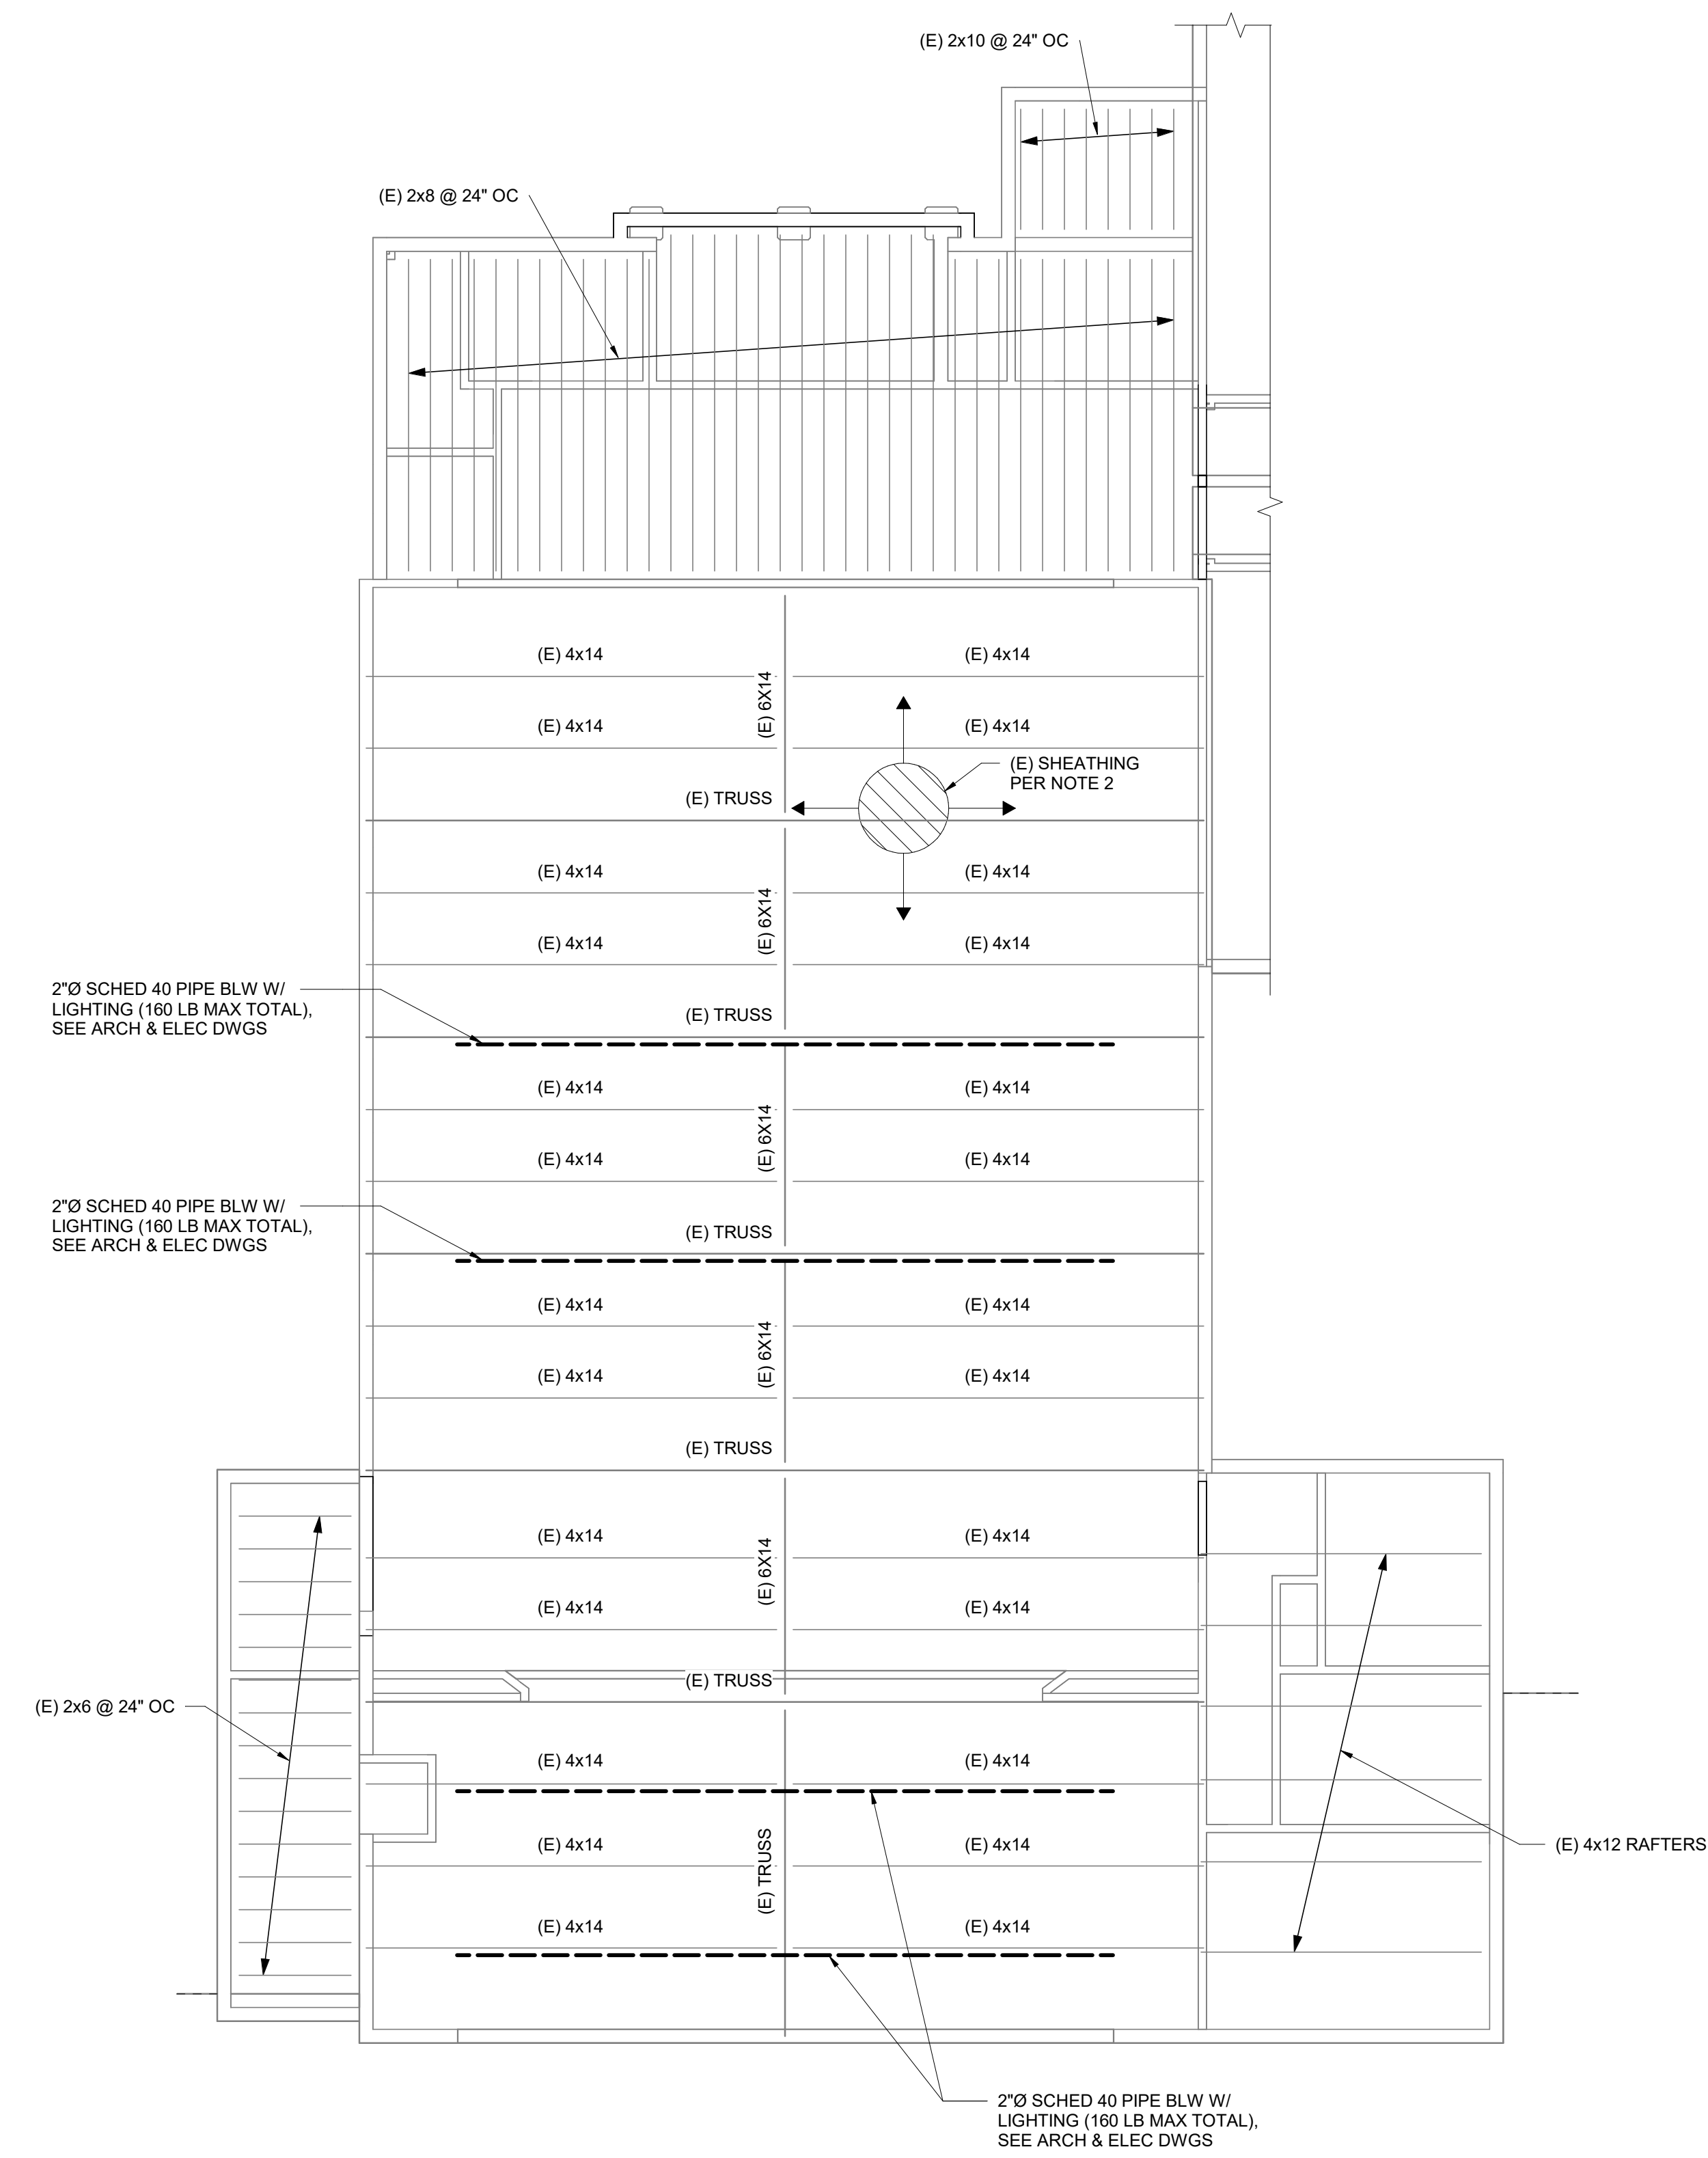 (E) 2x10 @ 24" OC
(E) 2x8 @ 24" OC
(E) 4x14
(E) 4x14
(E) 6X14
(E) 4x14
(E) 4x14
(E) SHEATHING
PER NOTE 2
(E) TRUSS
(E) 4x14
(E) 4x14
(E) 6X14
(E) 4x14
(E) 4x14
2"Ø SCHED 40 PIPE BLW W/
LIGHTING (160 LB MAX TOTAL),
SEE ARCH & ELEC DWGS
(E) TRUSS
(E) 4x14
(E) 4x14
(E) 6X14
(E) 4x14
(E) 4x14
2"Ø SCHED 40 PIPE BLW W/
LIGHTING (160 LB MAX TOTAL),
SEE ARCH & ELEC DWGS
(E) TRUSS
(E) 4x14
(E) 4x14
(E) 6X14
(E) 4x14
(E) 4x14
(E) TRUSS
(E) 4x14
(E) 4x14
(E) 6X14
(E) 4x14
(E) 4x14
(E) TRUSS
(E) 2x6 @ 24" OC
(E) 4x14
(E) 4x14
(E) 4x14
(E) TRUSS
(E) 4x14
(E) 4x12 RAFTERS
(E) 4x14
(E) 4x14
2"Ø SCHED 40 PIPE BLW W/
LIGHTING (160 LB MAX TOTAL),
SEE ARCH & ELEC DWGS